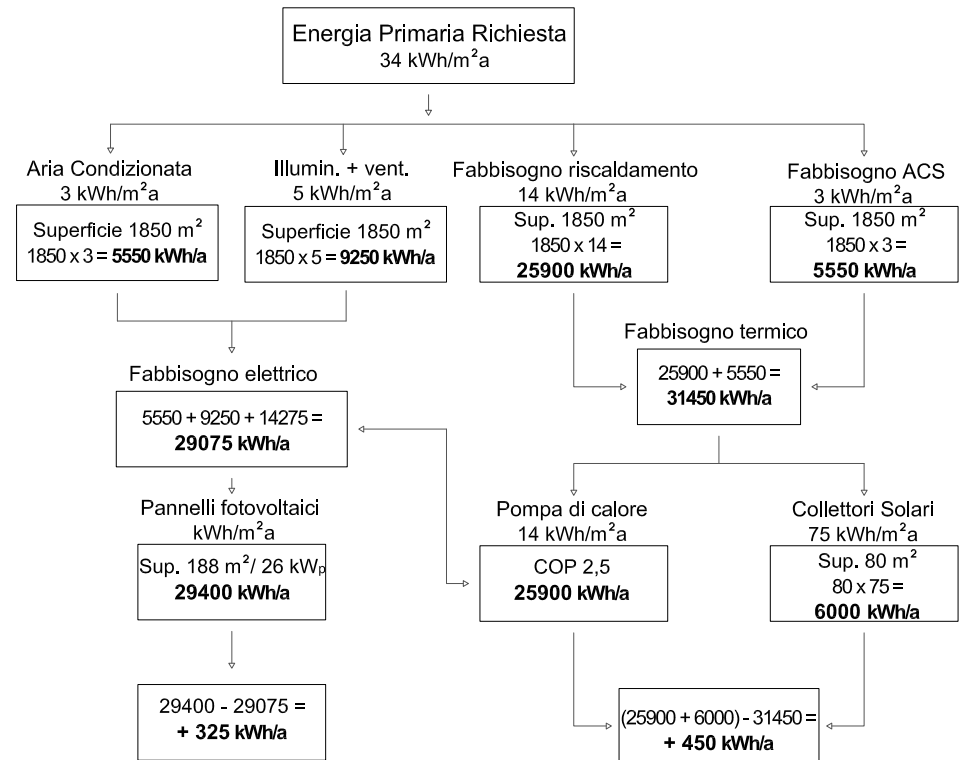 Energia Primaria Richiesta
34 kWh/m²a
Aria Condizionata
3 kWh/m²a
Superficie 1850 m²
1850 x 3 = 5550 kWh/a
Illumin. + vent.
5 kWh/m²a
Superficie 1850 m²
1850 x 5 = 9250 kWh/a
Fabbisogno riscaldamento
14 kWh/m²a
Sup. 1850 m²
1850 x 14 =
25900 kWh/a
Fabbisogno ACS
3 kWh/m²a
Sup. 1850 m²
1850 x 3 =
5550 kWh/a
Fabbisogno elettrico
5550 + 9250 + 14275 =
29075 kWh/a
Fabbisogno termico
25900 + 5550 =
31450 kWh/a
Pannelli fotovoltaici
kWh/m²a
Sup. 188 m²/ 26 kWp
29400 kWh/a
Pompa di calore
14 kWh/m²a
COP 2,5
25900 kWh/a
Collettori Solari
75 kWh/m²a
Sup. 80 m²
80 x 75 =
6000 kWh/a
29400 - 29075 =
+ 325 kWh/a
(25900 + 6000) - 31450 =
+ 450 kWh/a